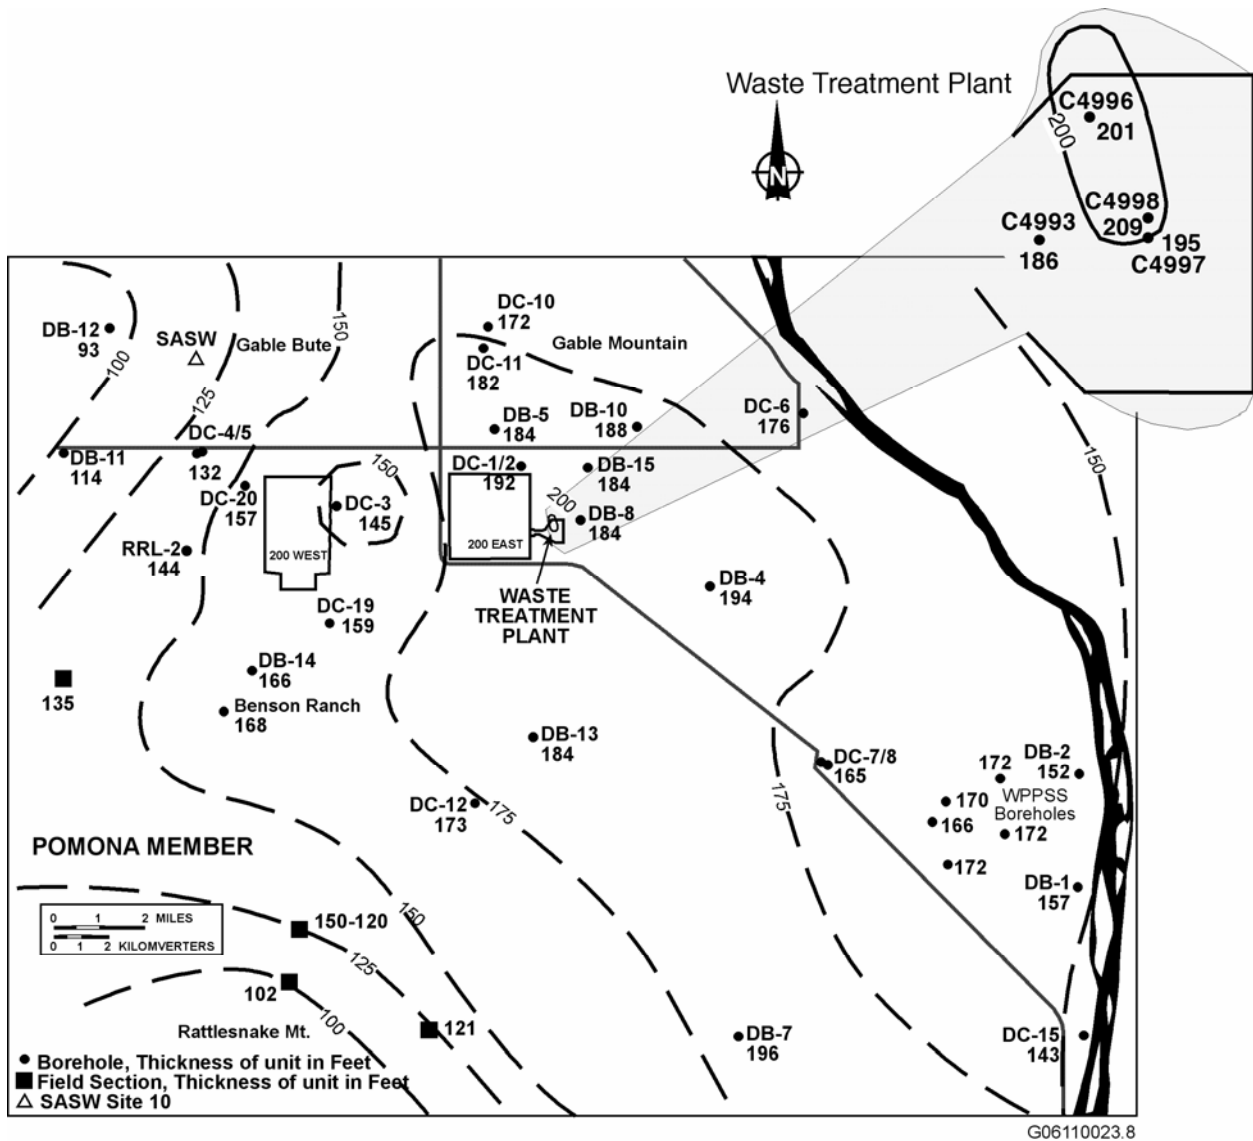 Waste Treatment Plant
N
C4996
201
200
C4998
209
C4993
186
195
C4997
DB-12
93
SASW
Gable Bute
150
100
125
DC-10
172
DC-11
182
Gable Mountain
DB-5
184
DB-10
188
DC-6
176
DC-4/5
132
DB-11
114
DC-20
157
150
DC-3
145
DC-1/2
192
DB-15
184
200
DB-8
184
150
RRL-2
144
200 WEST
200 EAST
WASTE
TREATMENT
PLANT
DB-4
194
DC-19
159
DB-14
166
135
Benson Ranch
168
DB-13
184
DC-7/8
165
DB-2
152
172
170
WPPSS
Boreholes
166
172
172
DC-12
173
175
175
DB-1
157
POMONA MEMBER
0 1 2 MILES
0 1 2 KILOMVERTERS
150-120
150
125
102
100
Rattlesnake Mt.
121
DB-7
196
DC-15
143
Borehole, Thickness of unit in Feet
Field Section, Thickness of unit in Feet
SASW Site 10
G06110023.8